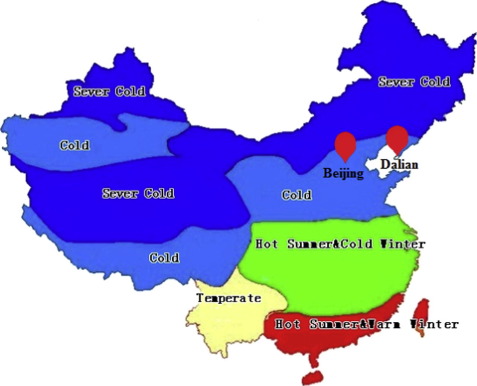 Sever Cold
Sever Cold
Cold
Beijing
Dalian
Sever Cold
Cold
Hot Summer&Cold Winter
Cold
Temperate
Hot Summer&Warm Winter